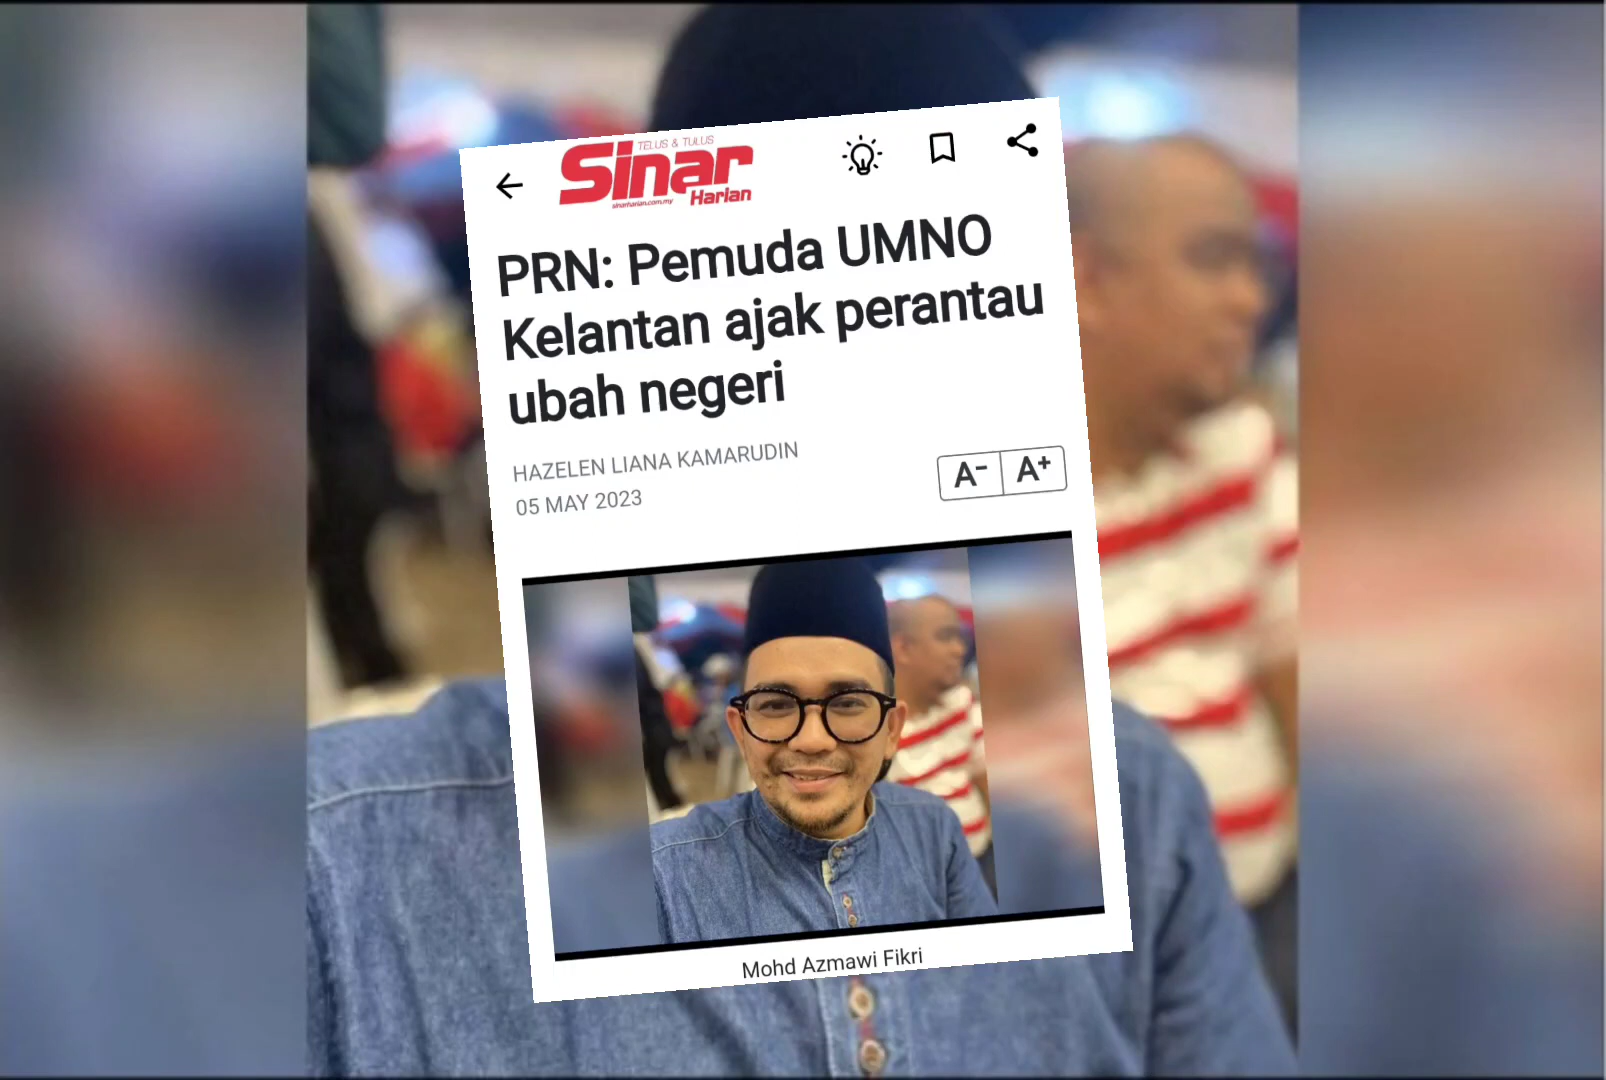 TELUS & TULUS
Sinar
Harian
sinarharian.com.my
PRN: Pemuda UMNO
Kelantan ajak perantau
ubah negeri
HAZELEN LIANA KAMARUDIN
05 MAY 2023
A- A+
Mohd Azmawi Fikri